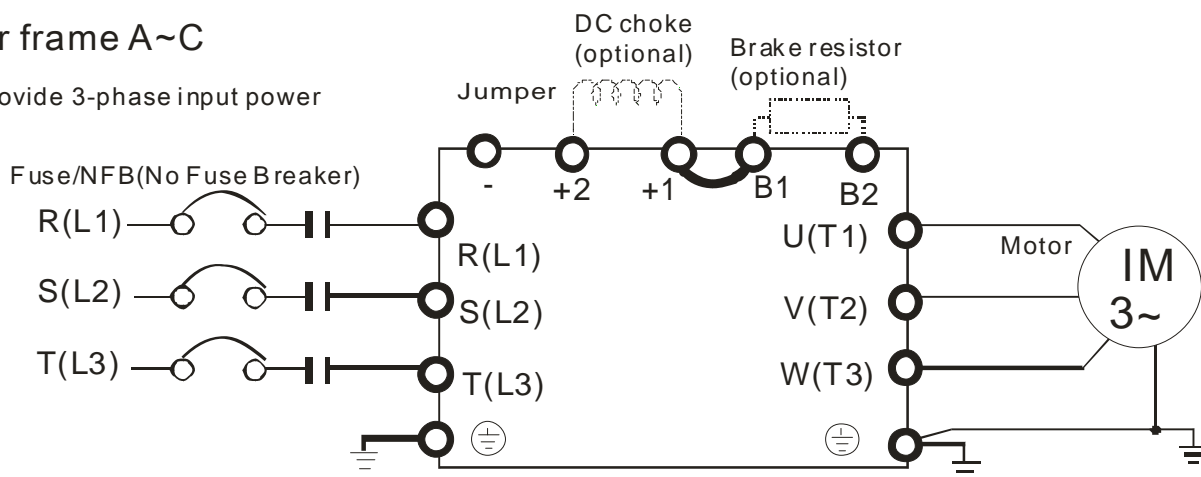 r frame A~C
ovide 3-phase input power
DC choke
(optional)
Brake resistor
(optional)
Jumper
Fuse/NFB(No Fuse Breaker)
- +2 +1 B1 B2
R(L1)
R(L1)
U(T1)
Motor
IM
3~
S(L2)
S(L2)
V(T2)
T(L3)
T(L3)
W(T3)